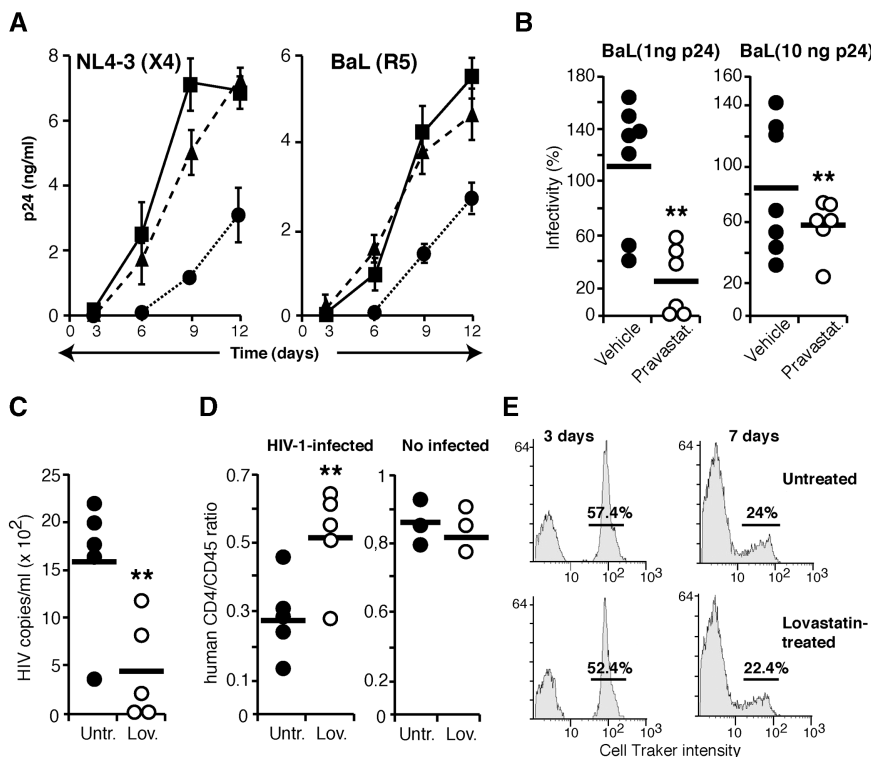 A
NL4-3 (X4)
BaL (R5)
p24 (ng/ml)
8
6
4
2
0
0 3 6 9 12
6
4
2
0
0 3 6 9 12
Time (days)
B
BaL(1ng p24)
BaL(10 ng p24)
Infectivity (%)
180
140
100
60
20
0
**
Vehicle
Pravastat.
160
140
100
60
20
0
**
Vehicle
Pravastat.
C
HIV copies/ml (x 10²)
25
20
15
10
5
0
**
Untr. Lov.
D
HIV-1-infected
No infected
human CD4/CD45 ratio
0.7
0.5
0.3
0.1
0
**
Untr. Lov.
1
0,8
0.6
0.2
0
Untr. Lov.
E
3 days
7 days
64
57.4%
10 10² 10³
64
24%
10 10² 10³
Untreated
64
52.4%
10 10² 10³
64
22.4%
10 10² 10³
Lovastatin-
treated
Cell Traker intensity